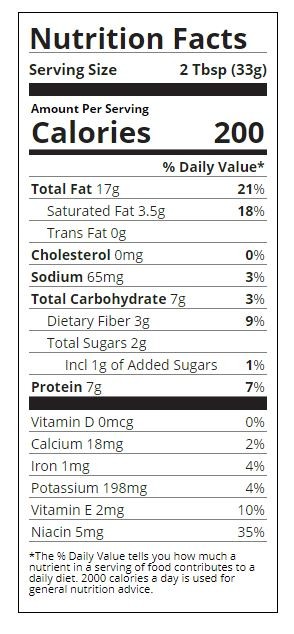 Nutrition Facts
Serving Size 2 Tbsp (33g)
Amount Per Serving
Calories 200
% Daily Value*
Total Fat 17g 21%
Saturated Fat 3.5g 18%
Trans Fat 0g
Cholesterol 0mg 0%
Sodium 65mg 3%
Total Carbohydrate 7g 3%
Dietary Fiber 3g 9%
Total Sugars 2g
Incl 1g of Added Sugars 1%
Protein 7g 7%
Vitamin D 0mcg 0%
Calcium 18mg 2%
Iron 1mg 4%
Potassium 198mg 4%
Vitamin E 2mg 10%
Niacin 5mg 35%
*The % Daily Value tells you how much a
nutrient in a serving of food contributes to a
daily diet. 2000 calories a day is used for
general nutrition advice.